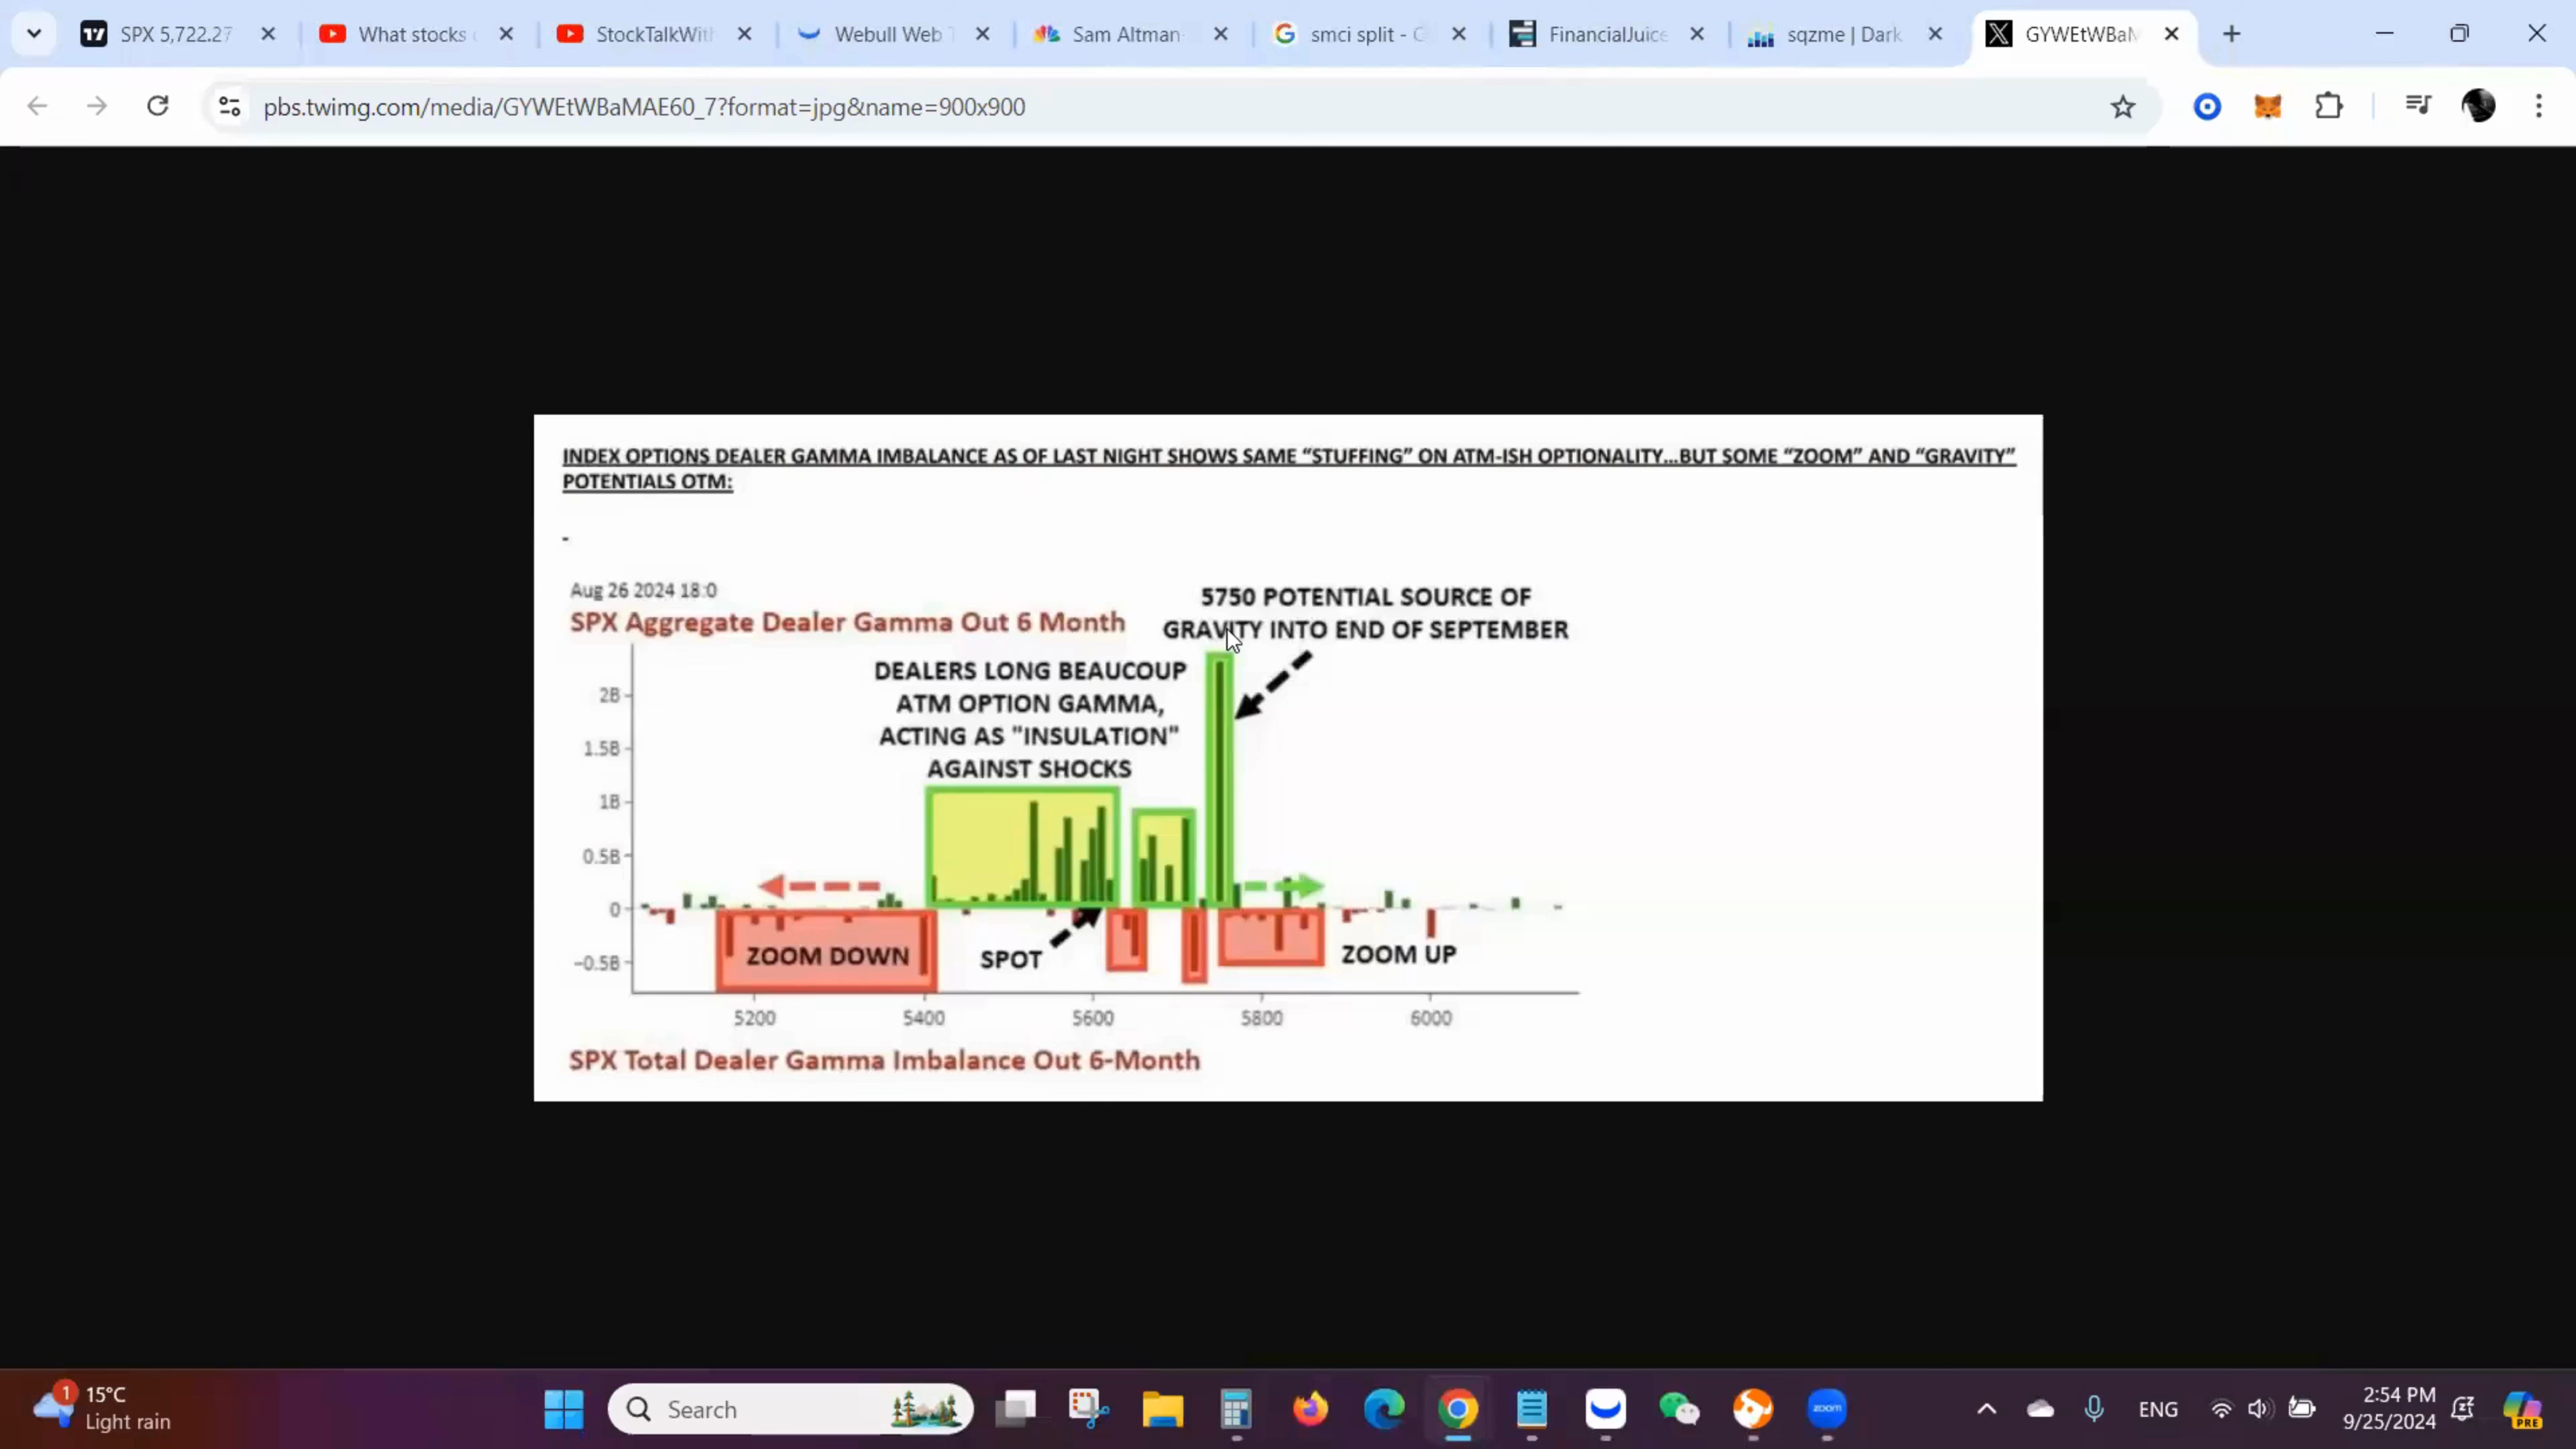 SPX 5,722.27
What stocks
StockTalkWith
Webull Web
Sam Altman
smci split - G
FinancialJuice
sqzme | Dark
GYWEtWBaM
pbs.twimg.com/media/GYWEtWBaMAE60_7?format=jpg&name=900x900
INDEX OPTIONS DEALER GAMMA IMBALANCE AS OF LAST NIGHT SHOWS SAME “STUFFING” ON ATM-ISH OPTIONALITY...BUT SOME “ZOOM” AND “GRAVITY”
POTENTIALS OTM:
-
Aug 26 2024 18:0
SPX Aggregate Dealer Gamma Out 6 Month
5750 POTENTIAL SOURCE OF
GRAVITY INTO END OF SEPTEMBER
DEALERS LONG BEAUCOUP
ATM OPTION GAMMA,
ACTING AS "INSULATION"
AGAINST SHOCKS
2B
1.5B
1B
0.5B
0
-0.5B
ZOOM DOWN
SPOT
ZOOM UP
5200
5400
5600
5800
6000
SPX Total Dealer Gamma Imbalance Out 6-Month
1
15°C
Light rain
Search
zoom
ENG
2:54 PM
9/25/2024
PRE